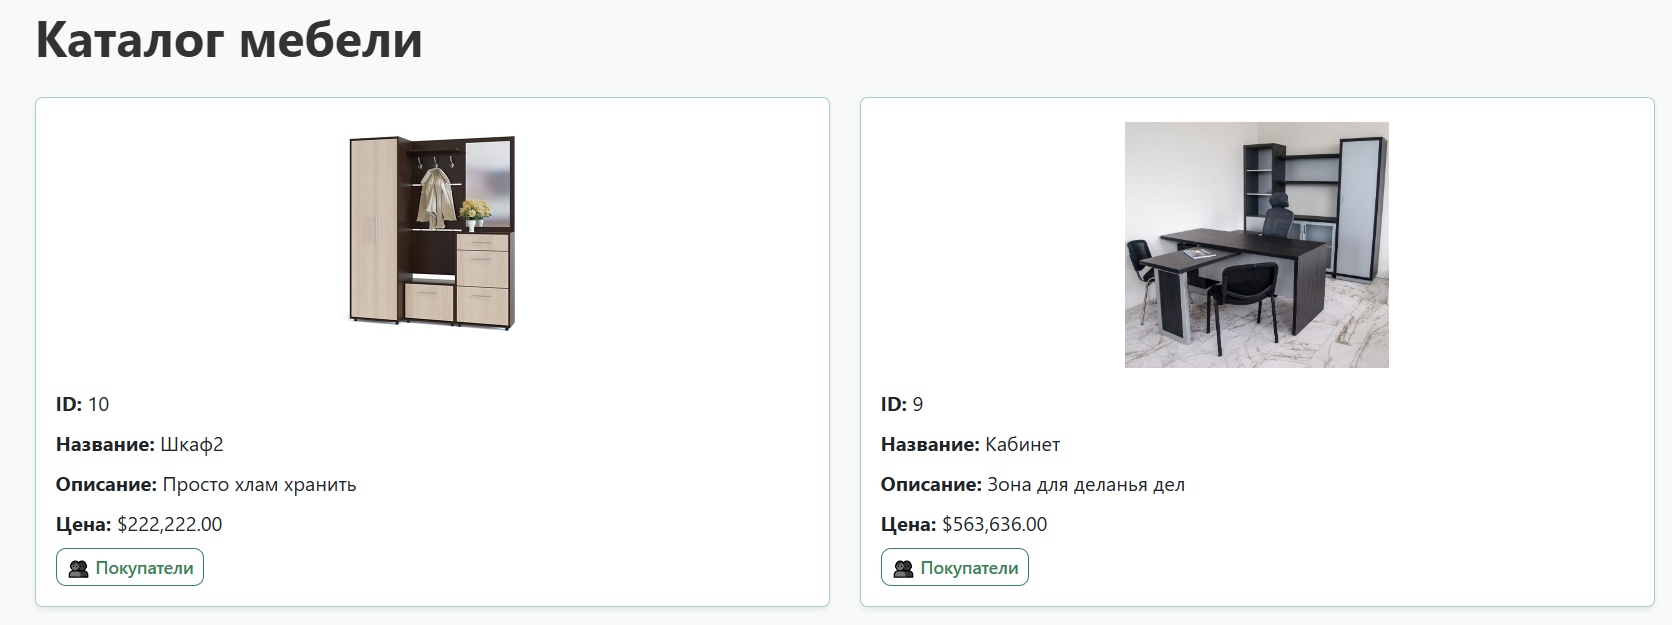 Каталог мебели
ID: 10
Название: Шкаф2
Описание: Просто хлам хранить
Цена: $222,222.00
Покупатели
ID: 9
Название: Кабинет
Описание: Зона для деланья дел
Цена: $563,636.00
Покупатели